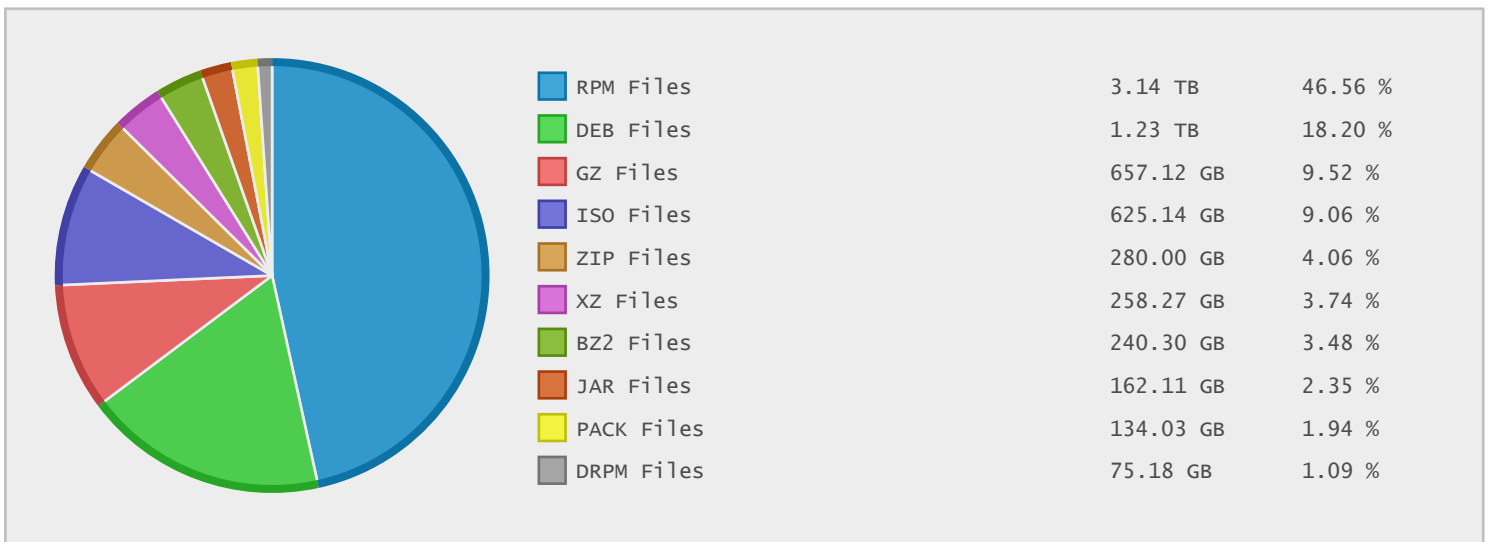 RPM Files 3.14 TB 46.56 %
DEB Files 1.23 TB 18.20 %
GZ Files 657.12 GB 9.52 %
ISO Files 625.14 GB 9.06 %
ZIP Files 280.00 GB 4.06 %
XZ Files 258.27 GB 3.74 %
BZ2 Files 240.30 GB 3.48 %
JAR Files 162.11 GB 2.35 %
PACK Files 134.03 GB 1.94 %
DRPM Files 75.18 GB 1.09 %